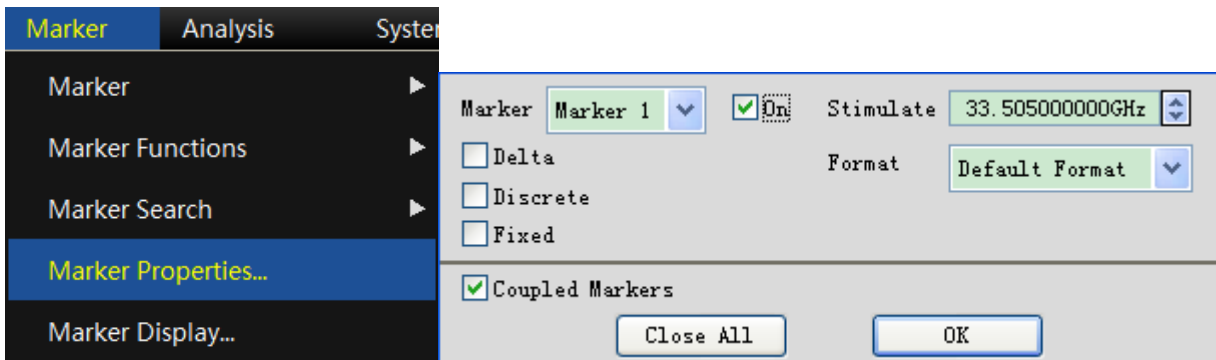 Marker Analysis Syster
Marker
Marker Functions
Marker Search
Marker Properties...
Marker Display...
Marker Marker 1 On Stimulate 33.505000000GHz
Delta
Format Default Format
Discrete
Fixed
Coupled Markers
Close All OK